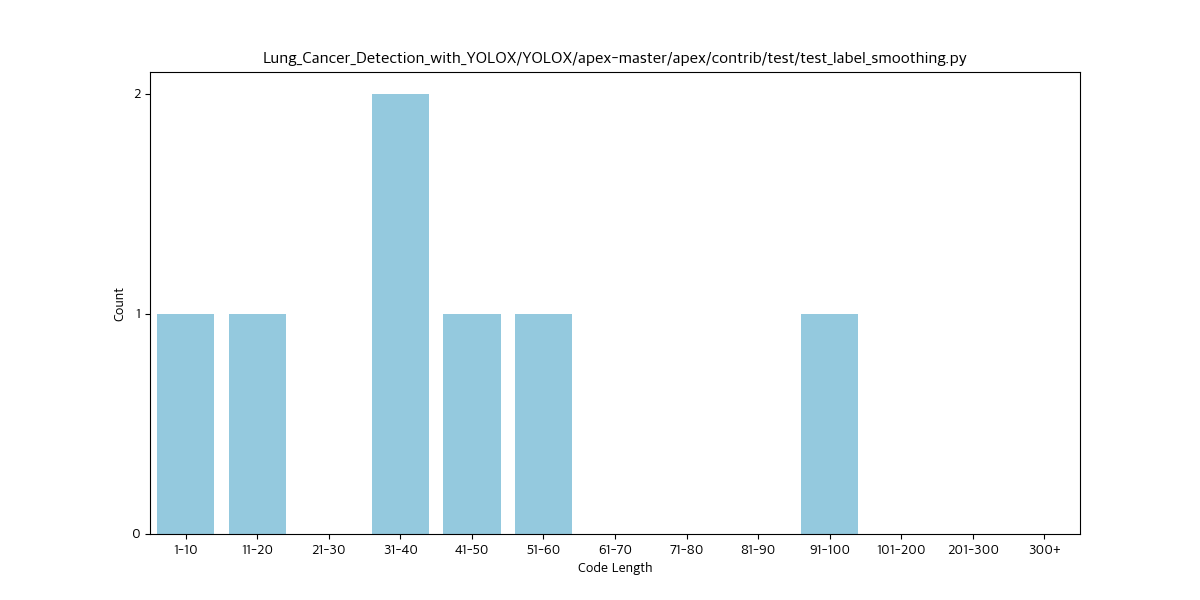 Lung_Cancer_Detection_with_YOLOX/YOLOX/apex-master/apex/contrib/test/test_label_smoothing.py
Count
2
1
0
1-10 11-20 21-30 31-40 41-50 51-60 61-70 71-80 81-90 91-100 101-200 201-300 300+
Code Length